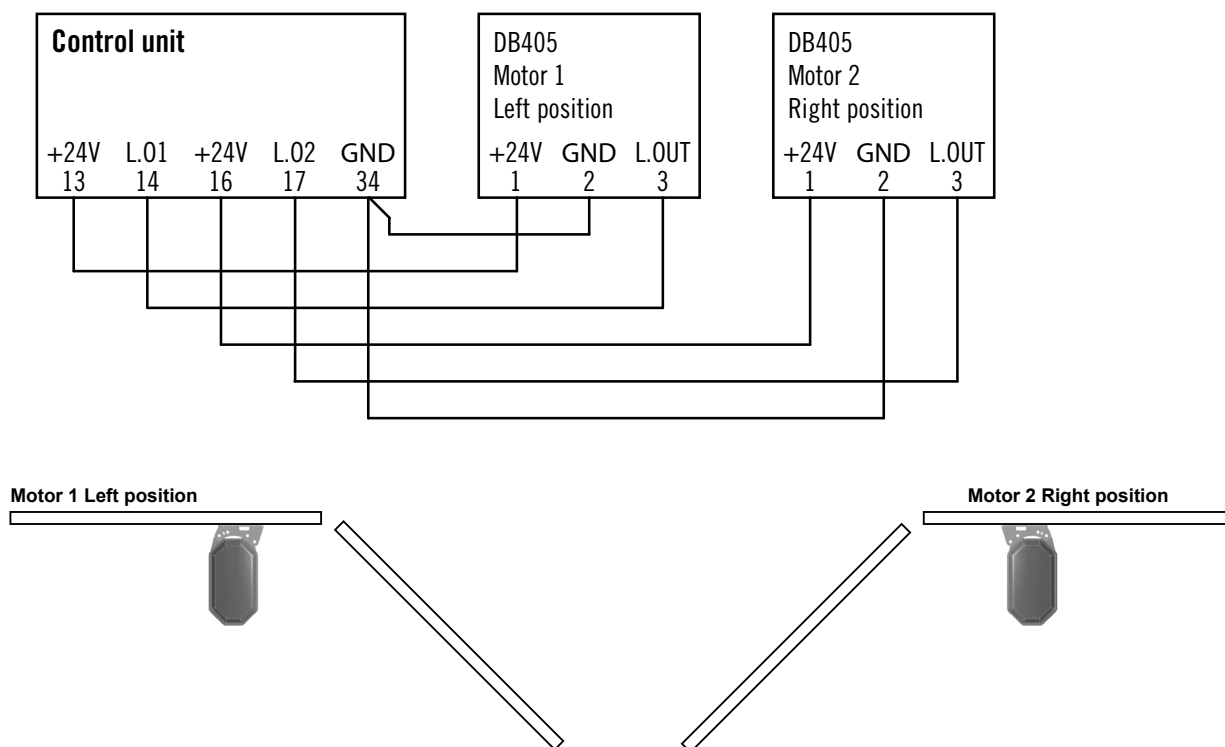 Control unit
+24V L.O1 +24V L.O2 GND
13 14 16 17 34
DB405
Motor 1
Left position
+24V GND L.OUT
1 2 3
DB405
Motor 2
Right position
+24V GND L.OUT
1 2 3
Motor 1 Left position
Motor 2 Right position